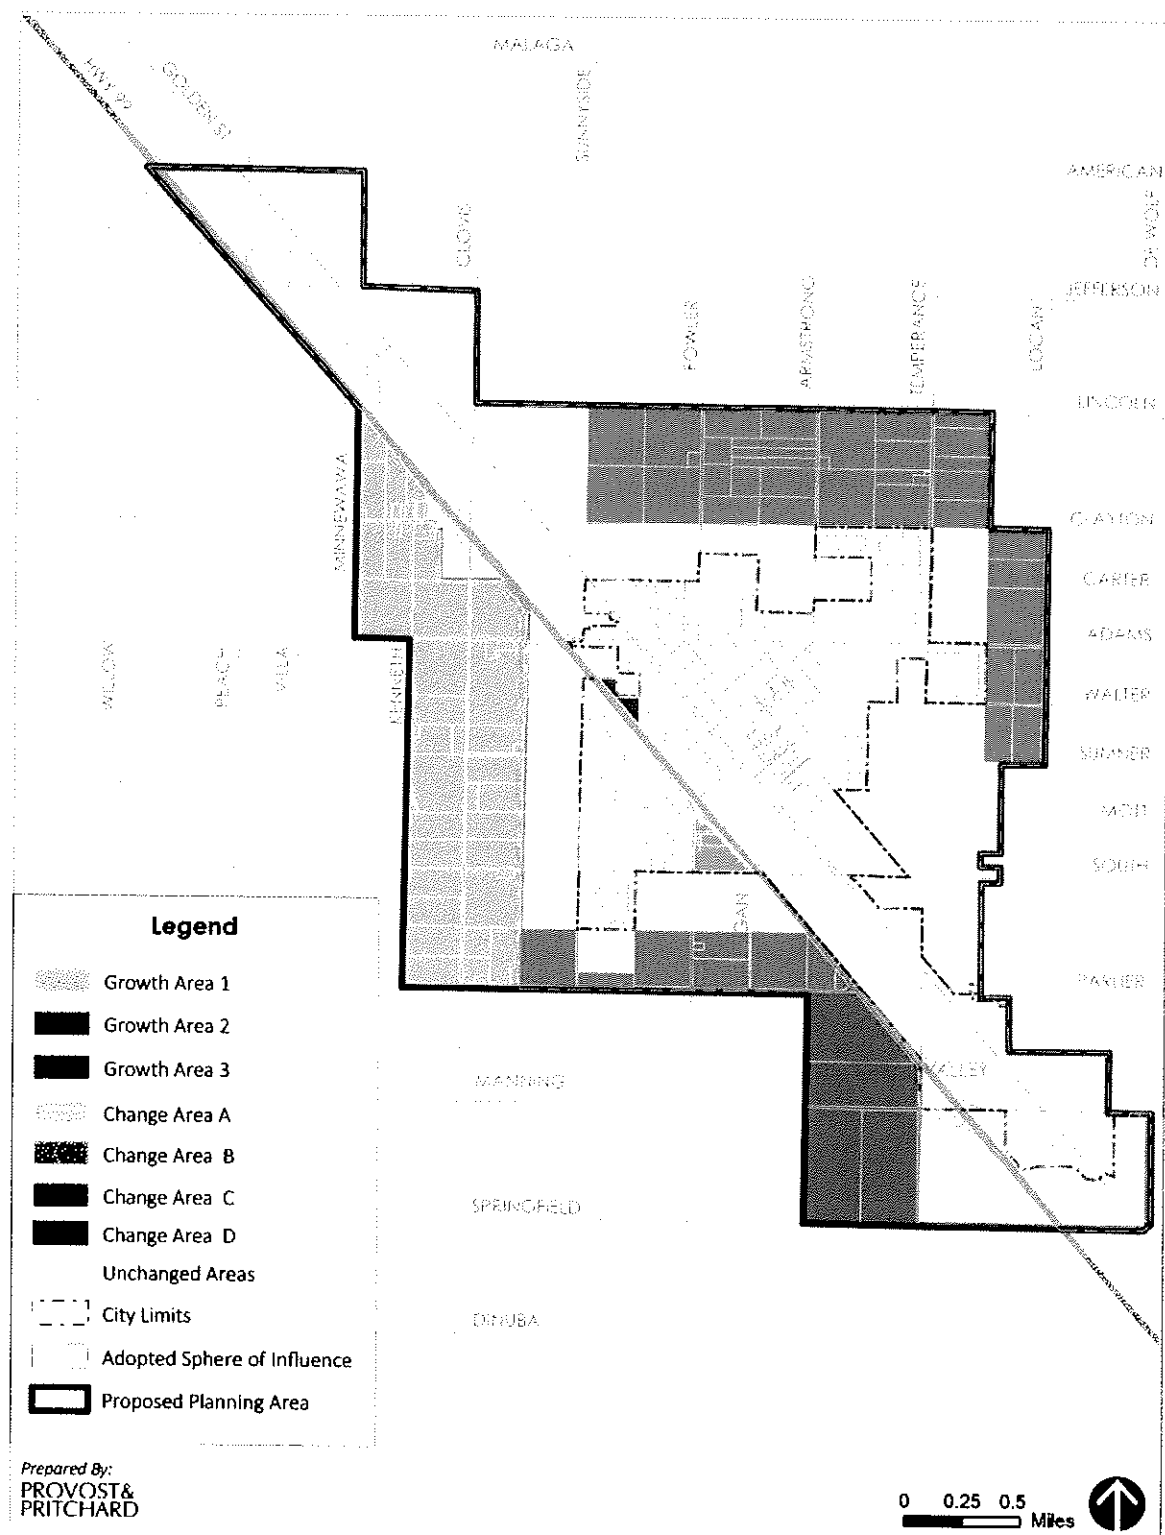 MALAGA
HWY 99
GOLDEN ST
SUNNYSIDE
AMERICAN
DE WOLF
CLOVIS
JEFFERSON
FOWLER
ARMSTRONG
TEMPERANCE
LOGAN
LINCOLN
MINNEWAWA
CLAYTON
CARTER
ADAMS
WILLOW
PEACH
VILLA
KENNETH
WALTER
SUMNER
SOUTH
PARLIER
MANNING
VALLEY
SPRINGFIELD
DINUBA
Legend
Growth Area 1
Growth Area 2
Growth Area 3
Change Area A
Change Area B
Change Area C
Change Area D
Unchanged Areas
City Limits
Adopted Sphere of Influence
Proposed Planning Area
Prepared By:
PROVOST&
PRITCHARD
0 0.25 0.5
Miles